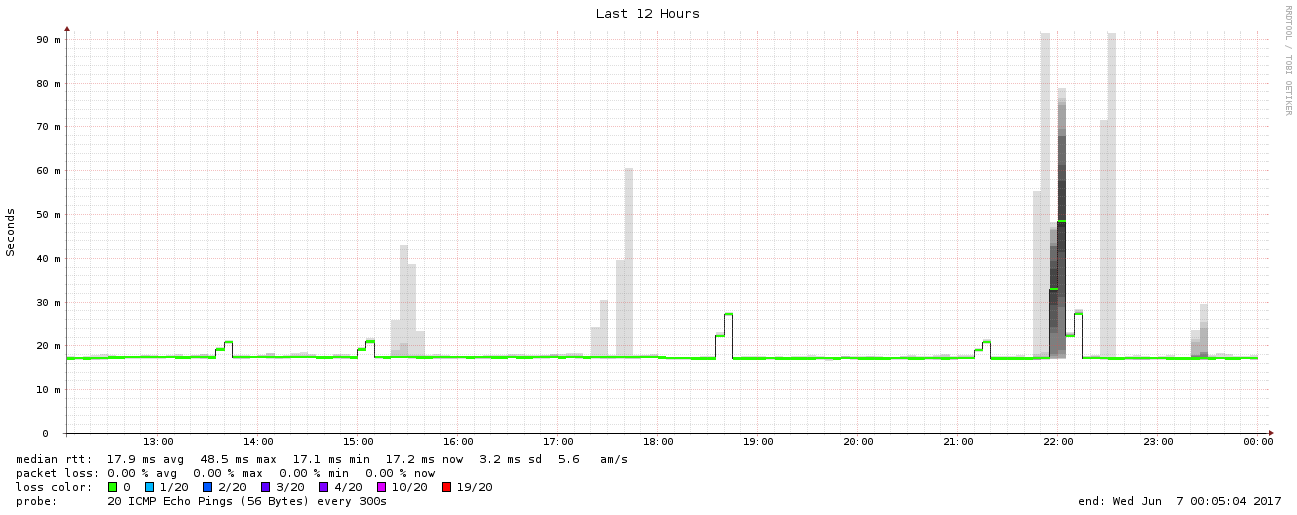 Last 12 Hours
RRDTOOL / TOBI OETIKER
Seconds
90 m
80 m
70 m
60 m
50 m
40 m
30 m
20 m
10 m
0
13:00 14:00 15:00 16:00 17:00 18:00 19:00 20:00 21:00 22:00 23:00 00:00
median rtt: 17.9 ms avg 48.5 ms max 17.1 ms min 17.2 ms now 3.2 ms sd 5.6 am/s
packet loss: 0.00 % avg 0.00 % max 0.00 % min 0.00 % now
loss color: 0 1/20 2/20 3/20 4/20 10/20 19/20
probe: 20 ICMP Echo Pings (56 Bytes) every 300s end: Wed Jun 7 00:05:04 2017